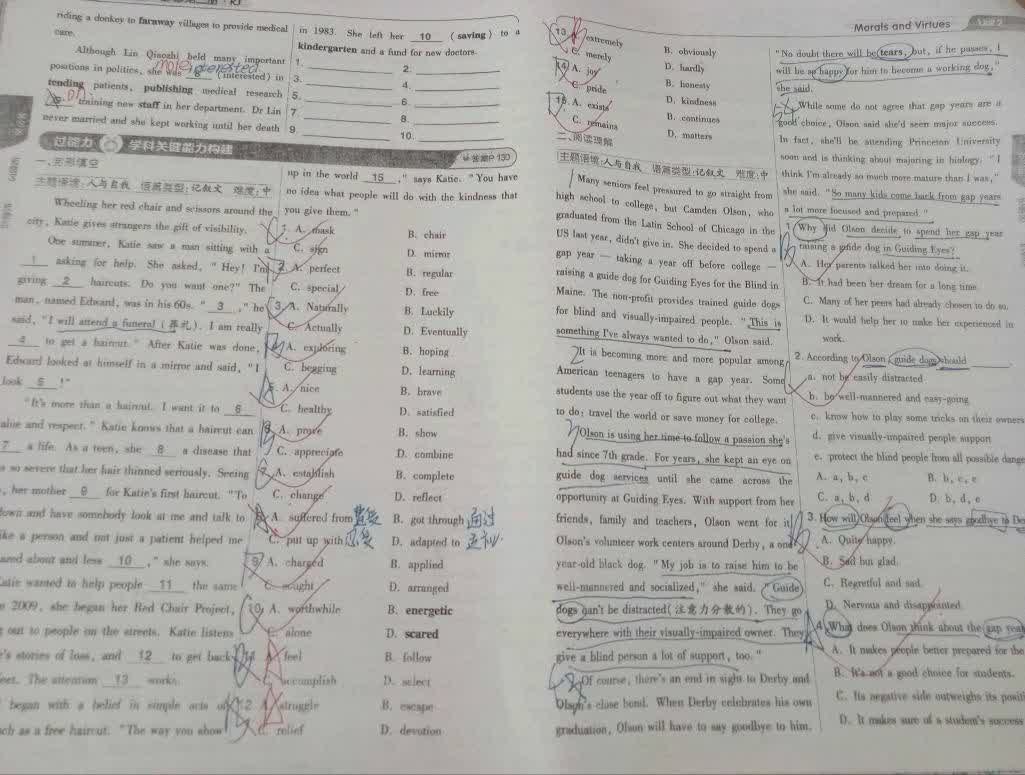 riding a donkey to faraway villages to provide medical
care.
Although Lin Qiaozhi held many important
positions in politics, she was (interested) in
tending patients, publishing medical research
training new staff in her department. Dr Lin
never married and she kept working until her death
in 1983. She left her 10 (saving) to a
kindergarten and a fund for new doctors.
1. 2.
3. 4.
5. 6.
7. 8.
9. 10.
过能力 学科关键能力构建
答案P 130
一、完形填空
主题语境:人与自我 语篇类型:记叙文 难度:中
Wheeling her red chair and scissors around the
city, Katie gives strangers the gift of visibility.
One summer, Katie saw a man sitting with a
1 asking for help. She asked, "Hey! I'm
giving 2 haircuts. Do you want one?" The
man, named Edward, was in his 60s. "3," he
said, "I will attend a funeral (葬礼). I am really
4 to get a haircut." After Katie was done,
Edward looked at himself in a mirror and said, "I
look 5!"
"It's more than a haircut. I want it to 6
value and respect." Katie knows that a haircut can
7 a life. As a teen, she 8 a disease that
so severe that her hair thinned seriously. Seeing
, her mother 9 for Katie's first haircut. "To
down and have somebody look at me and talk to
like a person and not just a patient helped me
about and less 10," she says.
Katie wanted to help people 11 the same
2009, she began her Red Chair Project,
out to people on the streets. Katie listens
stories of loss, and 12 to get back
feet. The attention 13 works.
began with a belief in simple acts of
such as a free haircut. "The way you show
up in the world 15," says Katie. "You have
no idea what people will do with the kindness that
you give them."
1. A. mask B. chair
C. sign D. mirror
2. A. perfect B. regular
C. special D. free
3. A. Naturally B. Luckily
C. Actually D. Eventually
4. A. exploring B. hoping
C. begging D. learning
5. A. nice B. brave
C. healthy D. satisfied
6. A. prove B. show
C. appreciate D. combine
7. A. establish B. complete
C. change D. reflect
8. A. suffered from B. got through 通过
C. put up with 忍受 D. adapted to
9. A. charged B. applied
C. sought D. arranged
10. A. worthwhile B. energetic
C. alone D. scared
11. A. feel B. follow
C. accomplish D. select
12. A. struggle B. escape
C. relief D. devotion
Morals and Virtues Unit 2
13. A. extremely B. obviously
C. merely D. hardly
14. A. joy B. honesty
C. pride D. kindness
15. A. exists B. continues
C. remains D. matters
二、阅读理解
主题语境:人与自我 语篇类型:记叙文 难度:中
Many seniors feel pressured to go straight from
high school to college, but Camden Olson, who
graduated from the Latin School of Chicago in the
US last year, didn't give in. She decided to spend a
gap year — taking a year off before college —
raising a guide dog for Guiding Eyes for the Blind in
Maine. The non-profit provides trained guide dogs
for blind and visually-impaired people. "This is
something I've always wanted to do," Olson said.
It is becoming more and more popular among
American teenagers to have a gap year. Some
students use the year off to figure out what they want
to do; travel the world or save money for college.
Olson is using her time to follow a passion she's
had since 7th grade. For years, she kept an eye on
guide dog services until she came across the
opportunity at Guiding Eyes. With support from her
friends, family and teachers, Olson went for it.
Olson's volunteer work centers around Derby, a one-
year-old black dog. "My job is to raise him to be
well-mannered and socialized," she said. "Guide
dogs can't be distracted(注意力分散的). They go
everywhere with their visually-impaired owner. They
give a blind person a lot of support, too."
Of course, there's an end in sight to Derby and
Olson's close bond. When Derby celebrates his own
graduation, Olson will have to say goodbye to him.
"No doubt there will be tears, but, if he passes, I
will be so happy for him to become a working dog,"
she said.
While some do not agree that gap years are a
good choice, Olson said she'd seen major success.
In fact, she'll be attending Princeton University
soon and is thinking about majoring in biology. "I
think I'm already so much more mature than I was,"
she said. "So many kids come back from gap years
a lot more focused and prepared."
1. Why did Olson decide to spend her gap year
raising a guide dog in Guiding Eyes?
A. Her parents talked her into doing it.
B. It had been her dream for a long time.
C. Many of her peers had already chosen to do so.
D. It would help her to make her experienced in
work.
2. According to Olson, guide dogs should
a. not be easily distracted
b. be well-mannered and easy-going
c. know how to play some tricks on their owners
d. give visually-impaired people support
e. protect the blind people from all possible dange
A. a, b, c B. b, c, e
C. a, b, d D. b, d, e
3. How will Olson feel when she says goodbye to De
A. Quite happy.
B. Sad but glad.
C. Regretful and sad.
D. Nervous and disappointed.
4. What does Olson think about the gap year
A. It makes people better prepared for the
B. It's not a good choice for students.
C. Its negative side outweighs its posit
D. It makes sure of a student's success